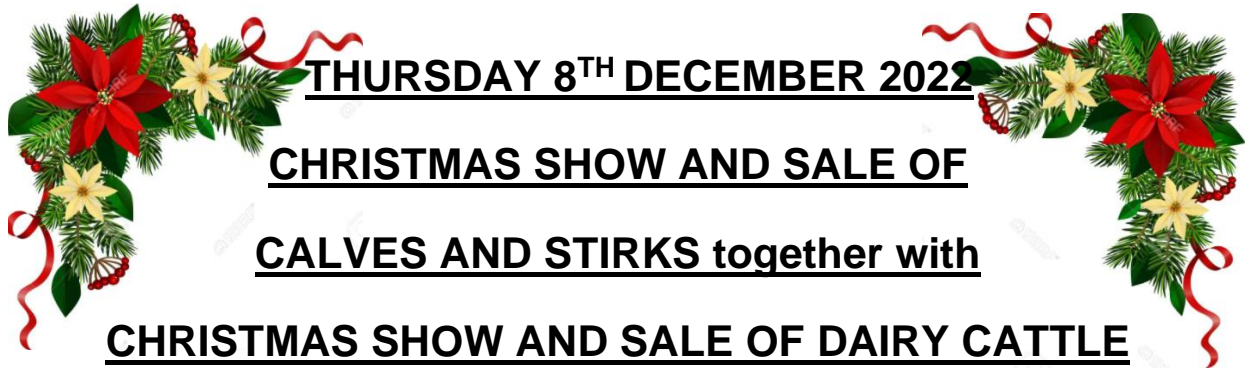 THURSDAY 8TH DECEMBER 2022
CHRISTMAS SHOW AND SALE OF
CALVES AND STIRKS together with
CHRISTMAS SHOW AND SALE OF DAIRY CATTLE